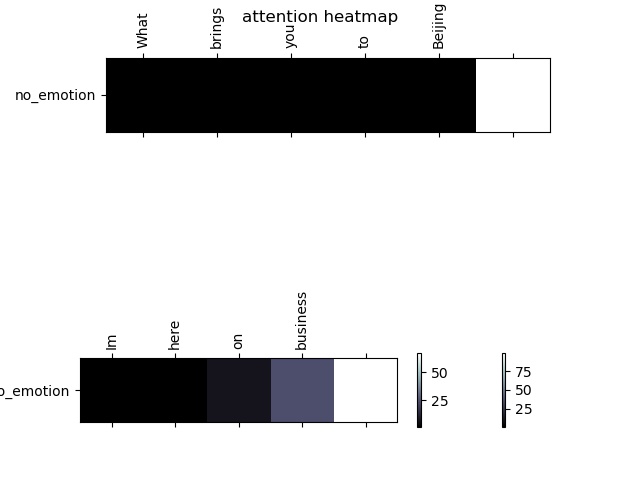 attention heatmap
What brings you to Beijing
no_emotion
Im here on business
o_emotion
50
25
75
50
25